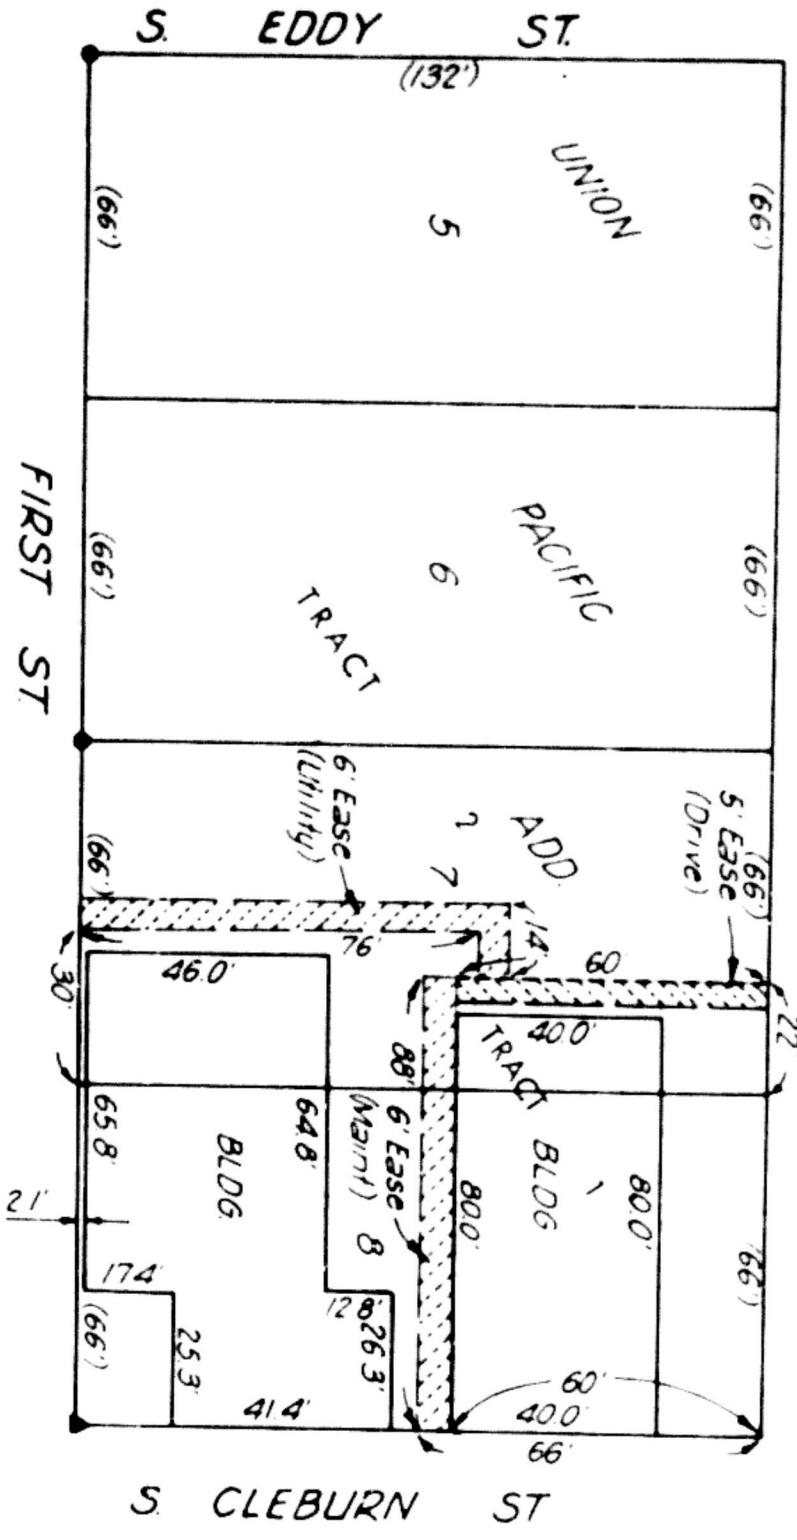 S. EDDY ST.
(132')
(66')
5
UNION
(66')
FIRST ST.
(66')
6
PACIFIC
TRACT
(66')
6' Ease
(Utility)
2
7
ADD.
5' Ease
(Drive)
(66')
(66')
76'
14'
60
22
30'
46.0'
40.0'
TRACT
1
88'
6' Ease
(Maint)
8
65.8'
64.8'
BLDG.
BLDG
80.0'
80.0'
(66')
2.1'
17.4'
12.8'
26.3'
25.3'
(66')
60'
41.4'
40.0'
66'
S. CLEBURN ST